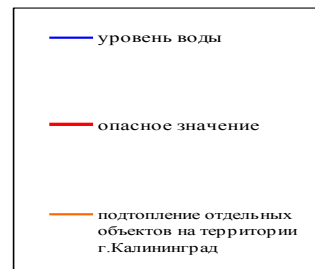 уровень воды
опасное значение
подтопление отдельных
объектов на территории
г.Калининград